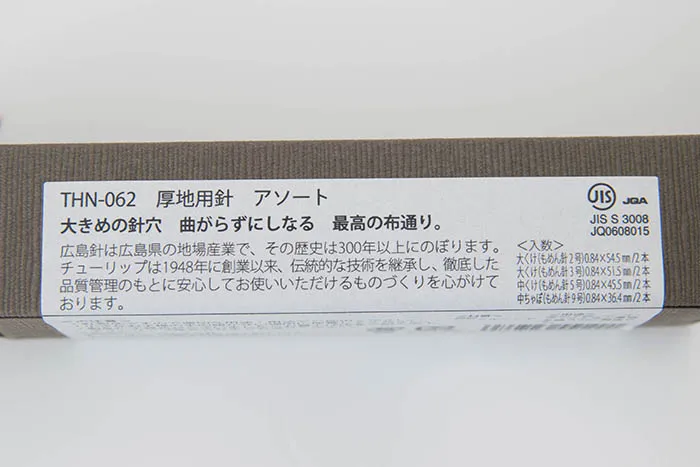 THN-062 厚地用針 アソート
大きめの針穴 曲がらずにしなる 最高の布通り。
広島針は広島県の地場産業で、その歴史は300年以上にのぼります。
チューリップは1948年に創業以来、伝統的な技術を継承し、徹底した
品質管理のもとに安心してお使いいただけるものづくりを心がけて
おります。
JIS JQA
JIS S 3008
JQ0608015
<入数>
大くけ(もめん針2号)0.84×54.5㎜/2本
大くけ(もめん針3号)0.84×51.5㎜/2本
中くけ(もめん針5号)0.84×45.5㎜/2本
中ちゃぼ(もめん針9号)0.84×36.4㎜/2本